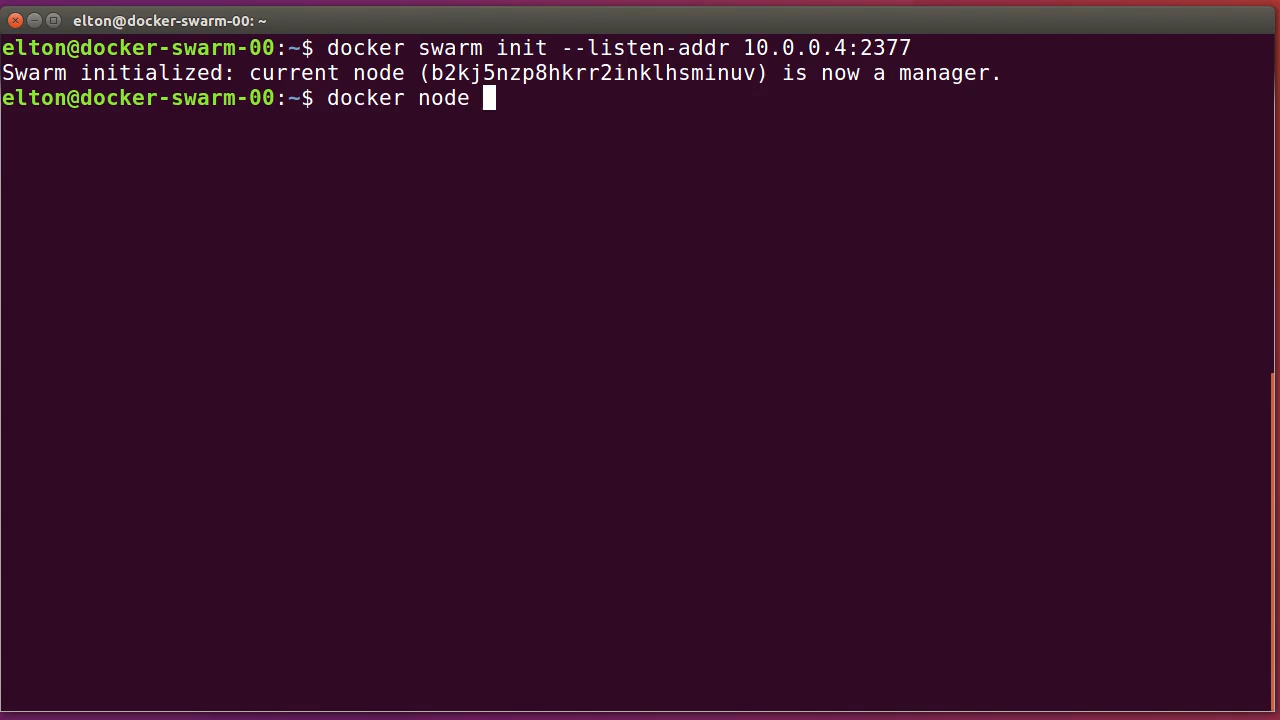 elton@docker-swarm-00: ~
elton@docker-swarm-00:~$ docker swarm init --listen-addr 10.0.0.4:2377
Swarm initialized: current node (b2kj5nzp8hkrr2inklhsminuv) is now a manager.
elton@docker-swarm-00:~$ docker node